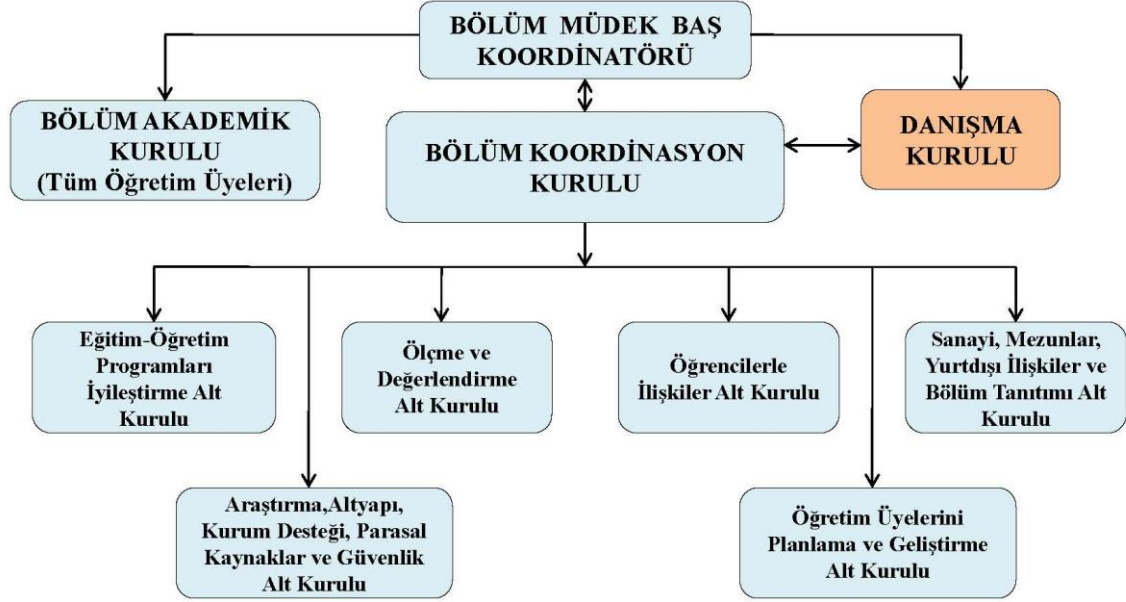 BÖLÜM MÜDEK BAŞ
KOORDİNATÖRÜ
BÖLÜM AKADEMİK
KURULU
(Tüm Öğretim Üyeleri)
BÖLÜM KOORDİNASYON
KURULU
DANIŞMA
KURULU
Eğitim-Öğretim
Programları
İyileştirme Alt
Kurulu
Ölçme ve
Değerlendirme
Alt Kurulu
Öğrencilerle
İlişkiler Alt Kurulu
Sanayi, Mezunlar,
Yurtdışı İlişkiler ve
Bölüm Tanıtımı Alt
Kurulu
Araştırma,Altyapı,
Kurum Desteği, Parasal
Kaynaklar ve Güvenlik
Alt Kurulu
Öğretim Üyelerini
Planlama ve Geliştirme
Alt Kurulu